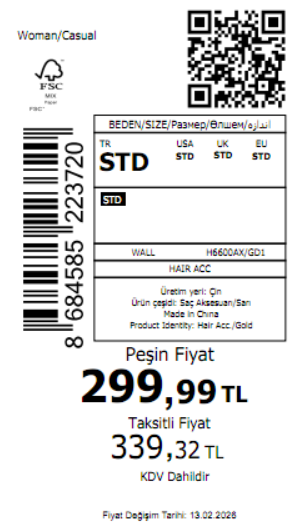 Woman/Casual
FSC
MIX
Paper
FSC™
BEDEN/SIZE/Размер/Өлшем/اندازه
TR USA UK EU
STD STD STD STD
STD
WALL H6600AX/GD1
HAIR ACC
Üretim yeri: Çin
Ürün çeşidi: Saç Aksesuarı/Sarı
Made in China
Product Identity: Hair Acc./Gold
8 684585 223720
Peşin Fiyat
299,99 TL
Taksitli Fiyat
339,32 TL
KDV Dahildir
Fiyat Değişim Tarihi: 13.02.2026